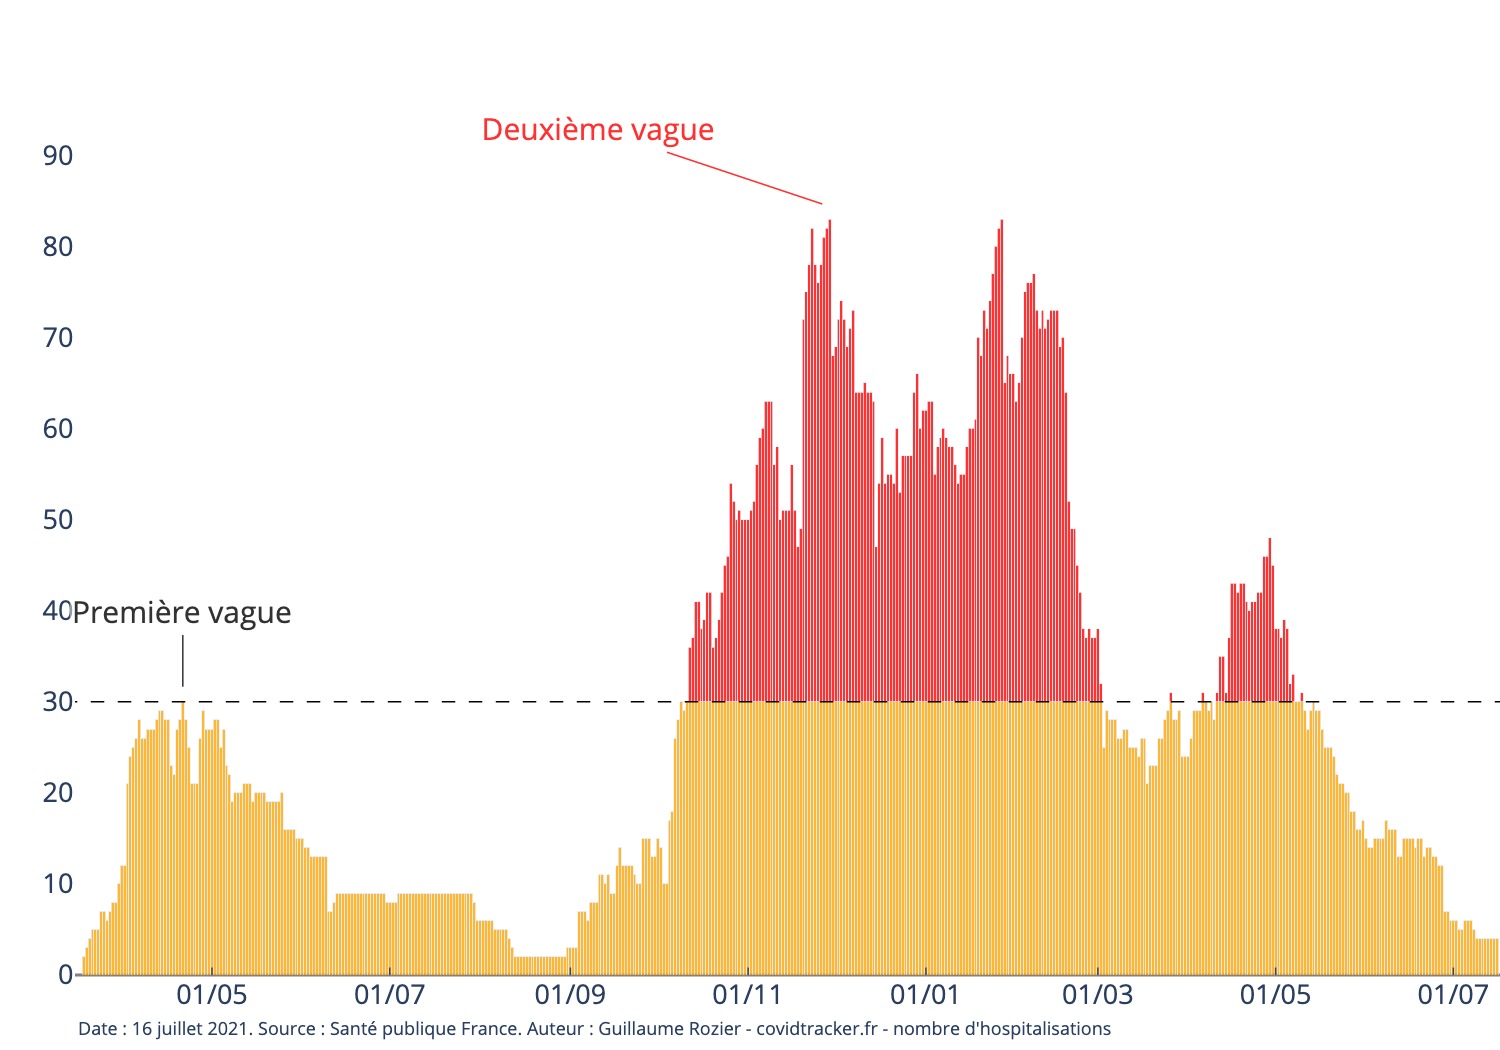 Deuxième vague
90
80
70
60
50
40
Première vague
30
20
10
0
01/05 01/07 01/09 01/11 01/01 01/03 01/05 01/07
Date : 16 juillet 2021. Source : Santé publique France. Auteur : Guillaume Rozier - covidtracker.fr - nombre d'hospitalisations